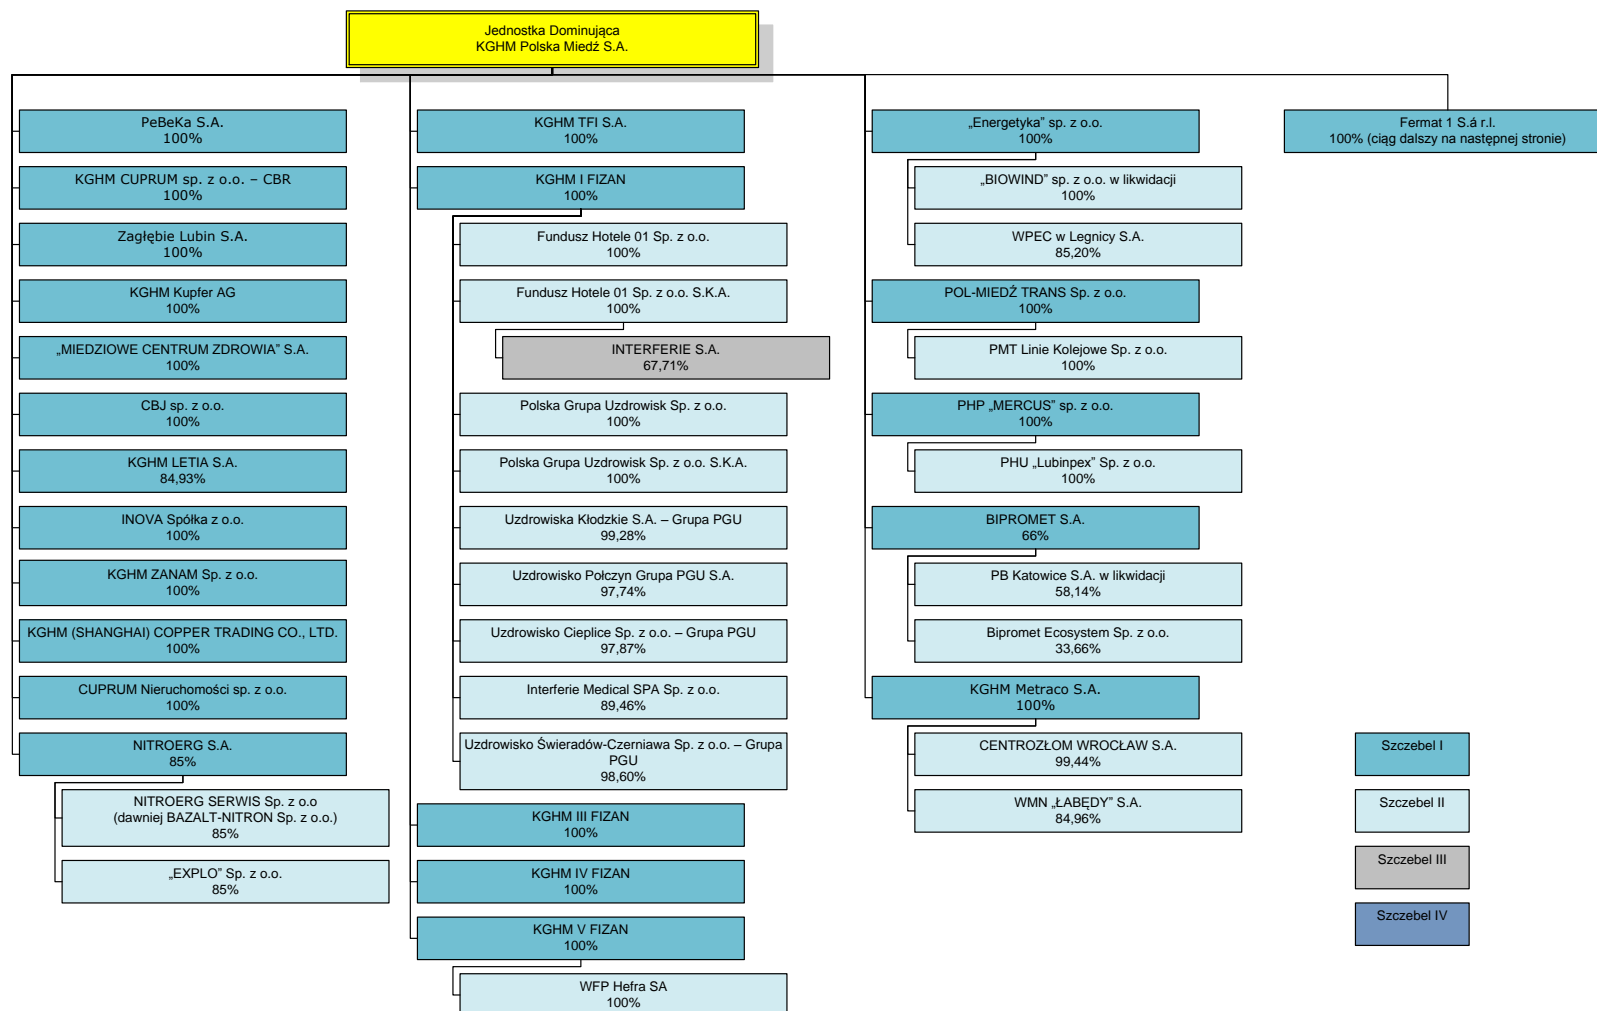 Jednostka Dominująca
KGHM Polska Miedź S.A.
PeBeKa S.A.
100%
KGHM CUPRUM sp. z o.o. – CBR
100%
Zagłębie Lubin S.A.
100%
KGHM Kupfer AG
100%
„MIEDZIOWE CENTRUM ZDROWIA” S.A.
100%
CBJ sp. z o.o.
100%
KGHM LETIA S.A.
84,93%
INOVA Spółka z o.o.
100%
KGHM ZANAM Sp. z o.o.
100%
KGHM (SHANGHAI) COPPER TRADING CO., LTD.
100%
CUPRUM Nieruchomości sp. z o.o.
100%
NITROERG S.A.
85%
NITROERG SERWIS Sp. z o.o
(dawniej BAZALT-NITRON Sp. z o.o.)
85%
„EXPLO” Sp. z o.o.
85%
KGHM TFI S.A.
100%
KGHM I FIZAN
100%
Fundusz Hotele 01 Sp. z o.o.
100%
Fundusz Hotele 01 Sp. z o.o. S.K.A.
100%
INTERFERIE S.A.
67,71%
Polska Grupa Uzdrowisk Sp. z o.o.
100%
Polska Grupa Uzdrowisk Sp. z o.o. S.K.A.
100%
Uzdrowiska Kłodzkie S.A. – Grupa PGU
99,28%
Uzdrowisko Połczyn Grupa PGU S.A.
97,74%
Uzdrowisko Cieplice Sp. z o.o. – Grupa PGU
97,87%
Interferie Medical SPA Sp. z o.o.
89,46%
Uzdrowisko Świeradów-Czerniawa Sp. z o.o. – Grupa
PGU
98,60%
KGHM III FIZAN
100%
KGHM IV FIZAN
100%
KGHM V FIZAN
100%
WFP Hefra SA
100%
„Energetyka” sp. z o.o.
100%
„BIOWIND” sp. z o.o. w likwidacji
100%
WPEC w Legnicy S.A.
85,20%
POL-MIEDŹ TRANS Sp. z o.o.
100%
PMT Linie Kolejowe Sp. z o.o.
100%
PHP „MERCUS” sp. z o.o.
100%
PHU „Lubinpex” Sp. z o.o.
100%
BIPROMET S.A.
66%
PB Katowice S.A. w likwidacji
58,14%
Bipromet Ecosystem Sp. z o.o.
33,66%
KGHM Metraco S.A.
100%
CENTROZŁOM WROCŁAW S.A.
99,44%
WMN „ŁABĘDY” S.A.
84,96%
Fermat 1 S.á r.l.
100% (ciąg dalszy na następnej stronie)
Szczebel I
Szczebel II
Szczebel III
Szczebel IV